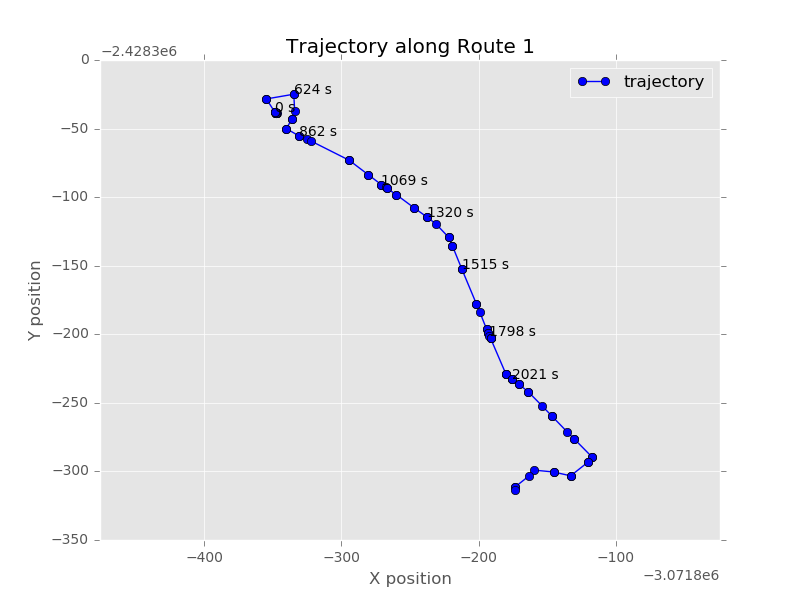 Trajectory along Route 1
−2.4283e6
trajectory
0
−50
−100
−150
−200
−250
−300
−350
Y position
624 s
0 s
862 s
1069 s
1320 s
1515 s
1798 s
2021 s
−400
−300
−200
−100
X position
−3.0718e6